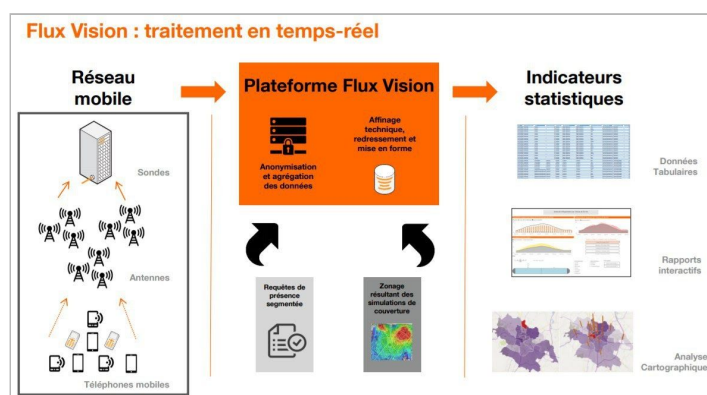 Flux Vision : traitement en temps-réel
Réseau
mobile
Sondes
Antennes
Téléphones mobiles
Plateforme Flux Vision
Anonymisation
et agrégation
des données
Affinage
technique,
redressement et
mise en forme
Requêtes de
présence
segmentée
Zonage
résultant des
simulations de
couverture
Indicateurs
statistiques
Données
Tabulaires
Rapports
interactifs
Analyse
Cartographique